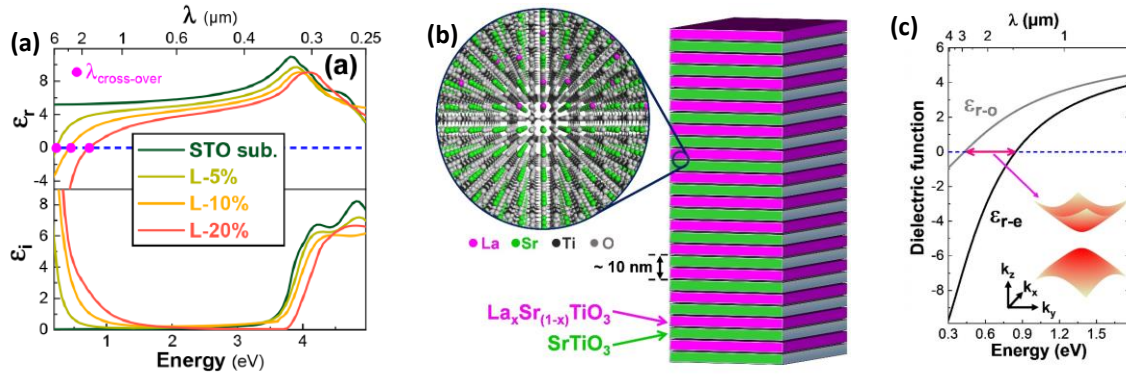 λ (μm)
6 2 1 0.6 0.4 0.3 0.25
(a)
(a)
λcross-over
8
4
0
-4
εr
STO sub.
L-5%
L-10%
L-20%
8
6
4
2
0
εi
1 2 3 4
Energy (eV)
(b)
La Sr Ti O
~ 10 nm
LaxSr(1-x)TiO3
SrTiO3
(c)
λ (μm)
4 3 2 1
6
4
2
0
-2
-4
-6
-8
Dielectric function
εr-o
εr-e
kz
kx
ky
0.3 0.6 0.9 1.2 1.5
Energy (eV)